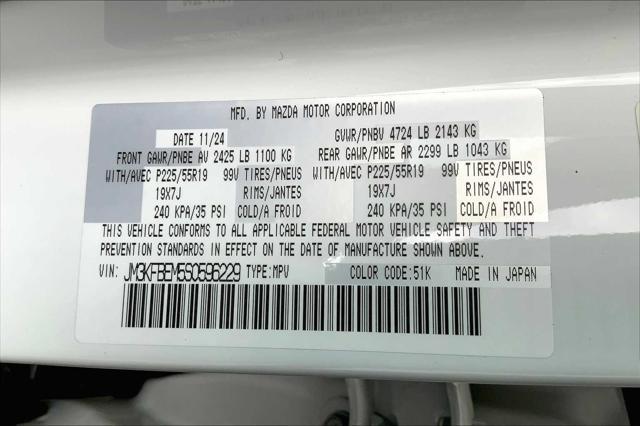 MFD. BY MAZDA MOTOR CORPORATION
DATE 11/24 GVWR/PNBV 4724 LB 2143 KG
FRONT GAWR/PNBE AV 2425 LB 1100 KG REAR GAWR/PNBE AR 2299 LB 1043 KG
WITH/AVEC P225/55R19 99V TIRES/PNEUS WITH/AVEC P225/55R19 99V TIRES/PNEUS
19X7J RIMS/JANTES 19X7J RIMS/JANTES
240 KPA/35 PSI COLD/A FROID 240 KPA/35 PSI COLD/A FROID
THIS VEHICLE CONFORMS TO ALL APPLICABLE FEDERAL MOTOR VEHICLE SAFETY AND THEFT
PREVENTION STANDARDS IN EFFECT ON THE DATE OF MANUFACTURE SHOWN ABOVE.
VIN: JM3KFBEM5S0596229 TYPE:MPV COLOR CODE:51K MADE IN JAPAN